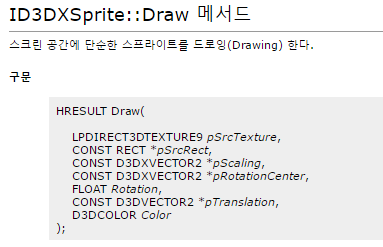 ID3DXSprite::Draw 메서드
스크린 공간에 단순한 스프라이트를 드로잉(Drawing) 한다.
구문
HRESULT Draw(
LPDIRECT3DTEXTURE9 pSrcTexture,
CONST RECT *pSrcRect,
CONST D3DXVECTOR2 *pScaling,
CONST D3DXVECTOR2 *pRotationCenter,
FLOAT Rotation,
CONST D3DVECTOR2 *pTranslation,
D3DCOLOR Color
);